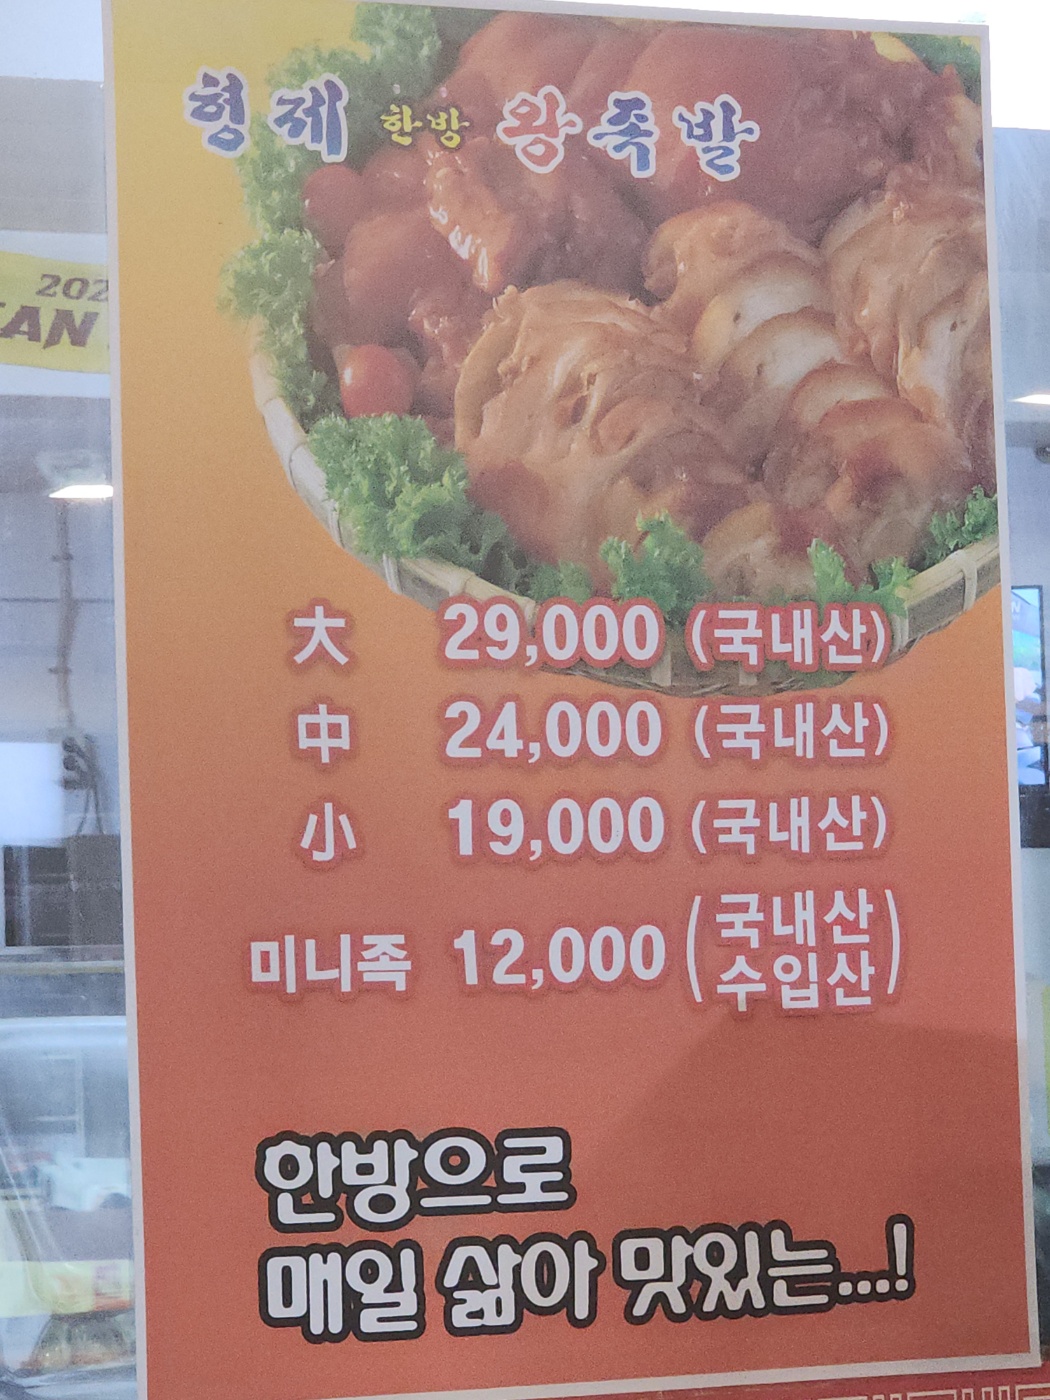 형제 한방 왕족발
202
大 29,000 (국내산)
中 24,000 (국내산)
小 19,000 (국내산)
미니족 12,000 (국내산
수입산)
한방으로
매일 삶아 맛있는...!